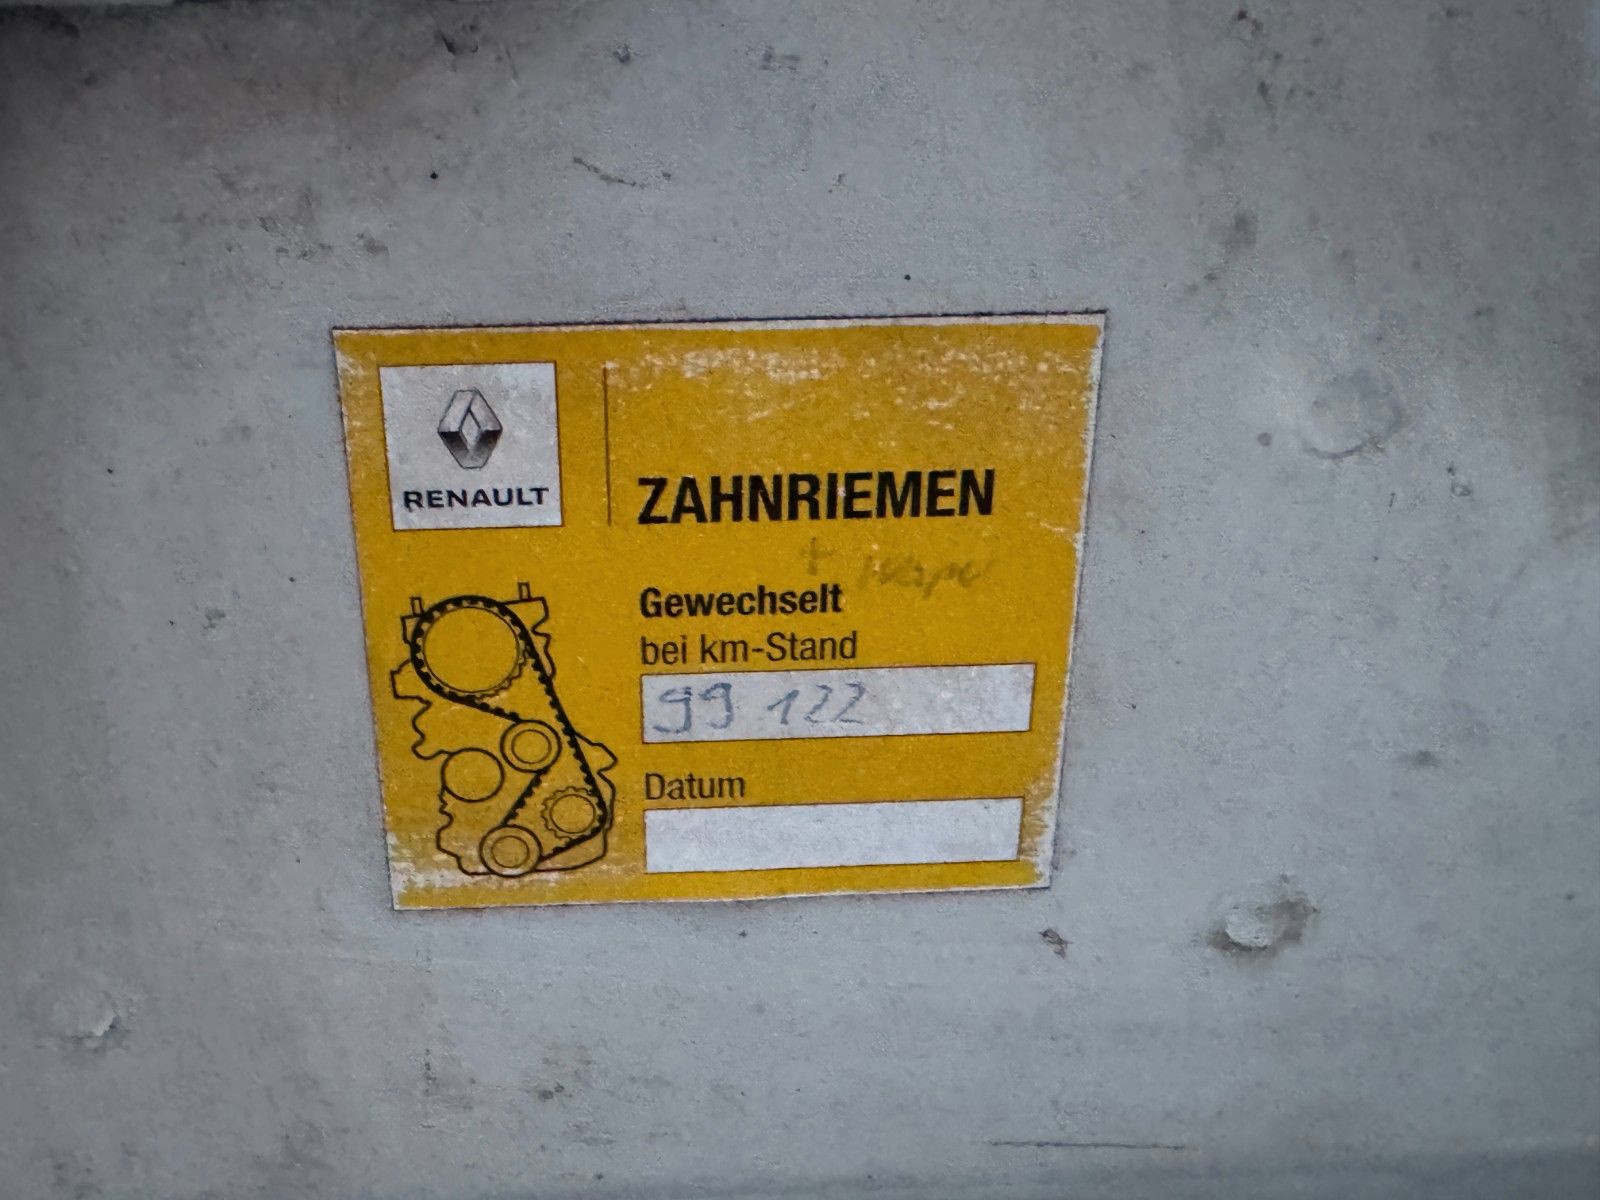 RENAULT
ZAHNRIEMEN
+
Gewechselt
bei km-Stand
99 122
Datum